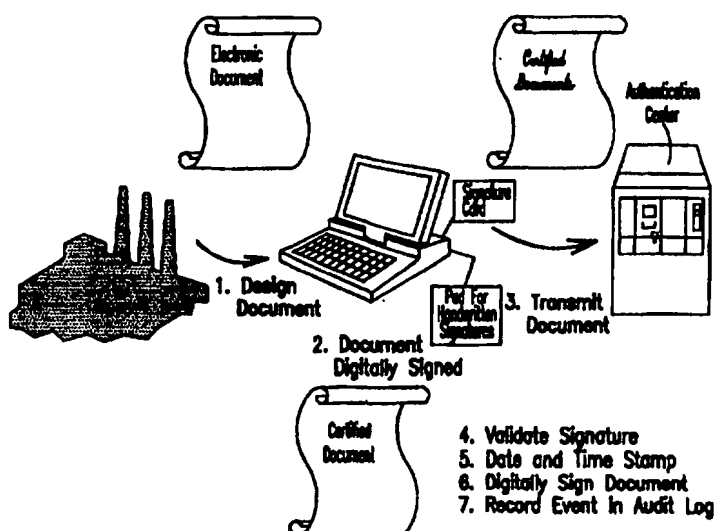 Electronic
Document
Certified
Documents
Authentication
Center
Signature
Card
1. Design
Document
Pad For
Handwritten
Signatures
3. Transmit
Document
2. Document
Digitally Signed
Certified
Document
4. Validate Signature
5. Date and Time Stamp
6. Digitally Sign Document
7. Record Event in Audit Log